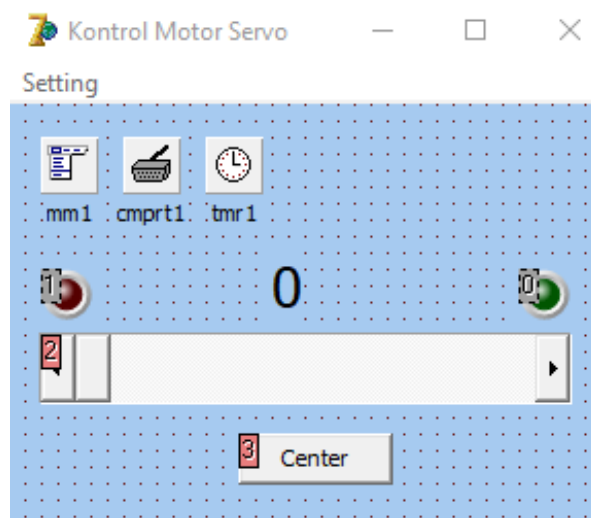 Kontrol Motor Servo
Setting
mm1 cmprt1 tmr1
1 0 0
2
3 Center